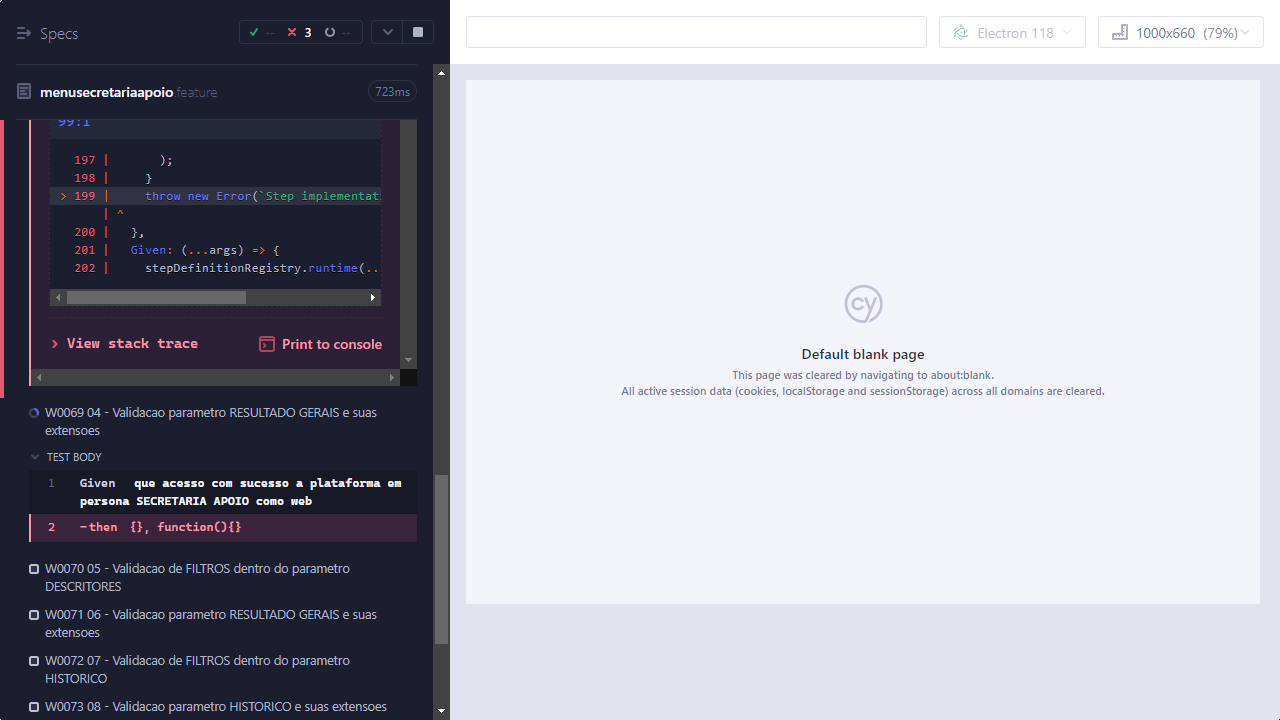 Specs
--
3
--
menusecretariaapoio.feature
723ms
99:1
197 | );
198 | }
> 199 | throw new Error(`Step implementati
| ^
200 | },
201 | Given: (...args) => {
202 | stepDefinitionRegistry.runtime(..
View stack trace
Print to console
W0069 04 - Validacao parametro RESULTADO GERAIS e suas
extensoes
TEST BODY
1 Given que acesso com sucesso a plataforma em
persona SECRETARIA APOIO como web
2 -then {}, function(){}
W0070 05 - Validacao de FILTROS dentro do parametro
DESCRITORES
W0071 06 - Validacao parametro RESULTADO GERAIS e suas
extensoes
W0072 07 - Validacao de FILTROS dentro do parametro
HISTORICO
W0073 08 - Validacao parametro HISTORICO e suas extensoes
Electron 118
1000x660 (79%)
cy
Default blank page
This page was cleared by navigating to about:blank.
All active session data (cookies, localStorage and sessionStorage) across all domains are cleared.